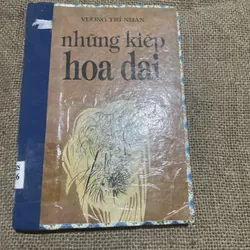 VƯƠNG TRÍ NHÀN
những kiếp
hoa dại